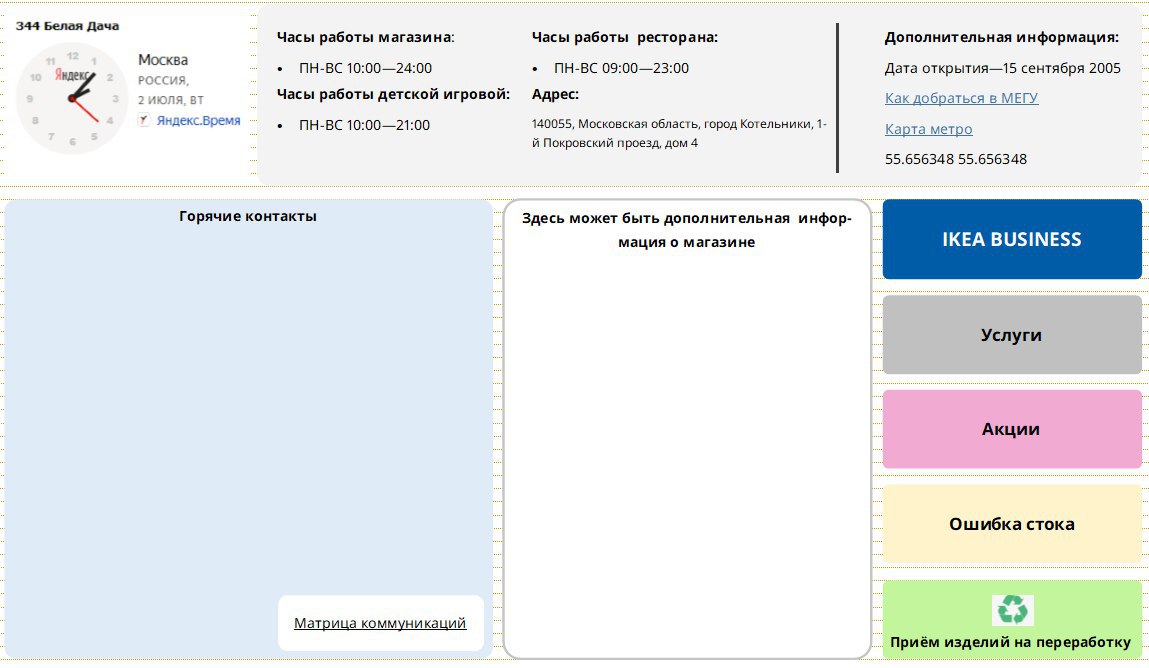 344 Белая Дача
12
11
1
Яндекс
10
2
9
3
8
4
7
5
6
Москва
РОССИЯ,
2 ИЮЛЯ, ВТ
Яндекс.Время
Часы работы магазина:
• ПН-ВС 10:00—24:00
Часы работы детской игровой:
• ПН-ВС 10:00—21:00
Часы работы ресторана:
• ПН-ВС 09:00—23:00
Адрес:
140055, Московская область, город Котельники, 1-
й Покровский проезд, дом 4
Дополнительная информация:
Дата открытия—15 сентября 2005
Как добраться в МЕГУ
Карта метро
55.656348 55.656348
Горячие контакты
Матрица коммуникаций
Здесь может быть дополнительная инфор-
мация о магазине
IKEA BUSINESS
Услуги
Акции
Ошибка стока
Приём изделий на переработку